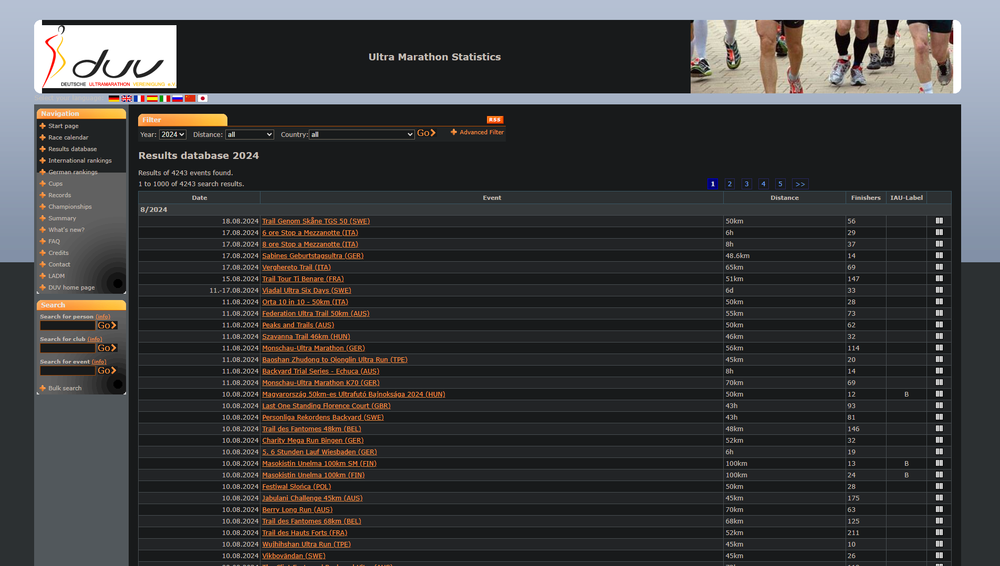 duv
DEUTSCHE ULTRAMARATHON VEREINIGUNG e.V.
Ultra Marathon Statistics
Select your language:
Navigation
Start page
Race calendar
Results database
International rankings
German rankings
Cups
Records
Championships
Summary
What's new?
FAQ
Credits
Contact
LADM
DUV home page
Search
Search for person (info)
Go
Search for club (info)
Go
Search for event (info)
Go
Bulk search
Filter
RSS
Year: 2024 Distance: all Country: all Go Advanced Filter
Results database 2024
Results of 4243 events found.
1 to 1000 of 4243 search results. 1 2 3 4 5 >>
Date Event Distance Finishers IAU-Label
8/2024
18.08.2024 Trail Genom Skåne TGS 50 (SWE) 50km 56
17.08.2024 6 ore Stop a Mezzanotte (ITA) 6h 29
17.08.2024 8 ore Stop a Mezzanotte (ITA) 8h 37
17.08.2024 Sabines Geburtstagsultra (GER) 48.6km 14
17.08.2024 Verghereto Trail (ITA) 65km 69
15.08.2024 Trail Tour Ti Benare (FRA) 51km 147
11.-17.08.2024 Viadal Ultra Six Days (SWE) 6d 33
11.08.2024 Orta 10 in 10 - 50km (ITA) 50km 28
11.08.2024 Federation Ultra Trail 50km (AUS) 55km 73
11.08.2024 Peaks and Trails (AUS) 50km 62
11.08.2024 Szavanna Trail 46km (HUN) 46km 32
11.08.2024 Monschau-Ultra Marathon (GER) 56km 114
11.08.2024 Baoshan Zhudong to Qionglin Ultra Run (TPE) 45km 20
11.08.2024 Backyard Trial Series - Echuca (AUS) 8h 14
11.08.2024 Monschau-Ultra Marathon K70 (GER) 70km 69
10.08.2024 Magyarország 50km-es Ultrafutó Bajnoksága 2024 (HUN) 50km 12 B
10.08.2024 Last One Standing Florence Court (GBR) 43h 93
10.08.2024 Personliga Rekordens Backyard (SWE) 43h 81
10.08.2024 Trail des Fantomes 48km (BEL) 48km 146
10.08.2024 Charity Mega Run Bingen (GER) 52km 32
10.08.2024 5. 6 Stunden Lauf Wiesbaden (GER) 6h 19
10.08.2024 Masokistin Unelma 100km SM (FIN) 100km 13 B
10.08.2024 Masokistin Unelma 100km (FIN) 100km 24 B
10.08.2024 Festiwal Słońca (POL) 50km 28
10.08.2024 Jabulani Challenge 45km (AUS) 45km 175
10.08.2024 Berry Long Run (AUS) 70km 63
10.08.2024 Trail des Fantomes 68km (BEL) 68km 125
10.08.2024 Trail des Hauts Forts (FRA) 52km 211
10.08.2024 Wujhihshan Ultra Run (TPE) 45km 10
10.08.2024 Vikbovändan (SWE) 45km 26